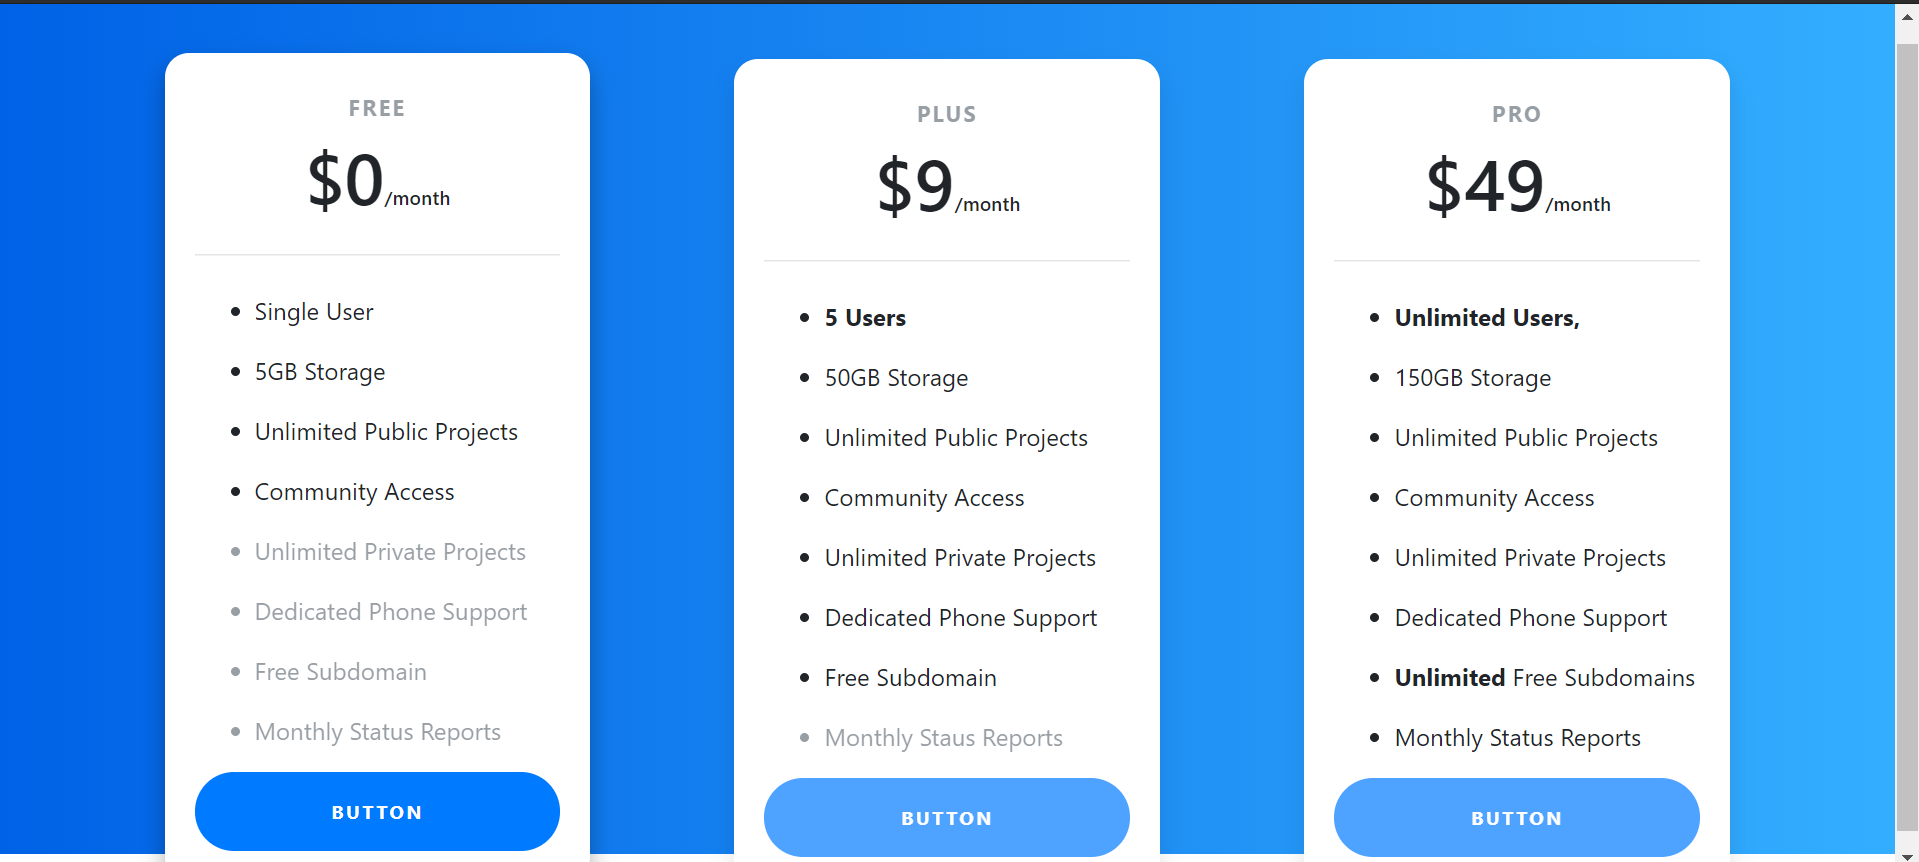 FREE
$0/month
Single User
5GB Storage
Unlimited Public Projects
Community Access
Unlimited Private Projects
Dedicated Phone Support
Free Subdomain
Monthly Status Reports
BUTTON
PLUS
$9/month
5 Users
50GB Storage
Unlimited Public Projects
Community Access
Unlimited Private Projects
Dedicated Phone Support
Free Subdomain
Monthly Staus Reports
BUTTON
PRO
$49/month
Unlimited Users,
150GB Storage
Unlimited Public Projects
Community Access
Unlimited Private Projects
Dedicated Phone Support
Unlimited Free Subdomains
Monthly Status Reports
BUTTON